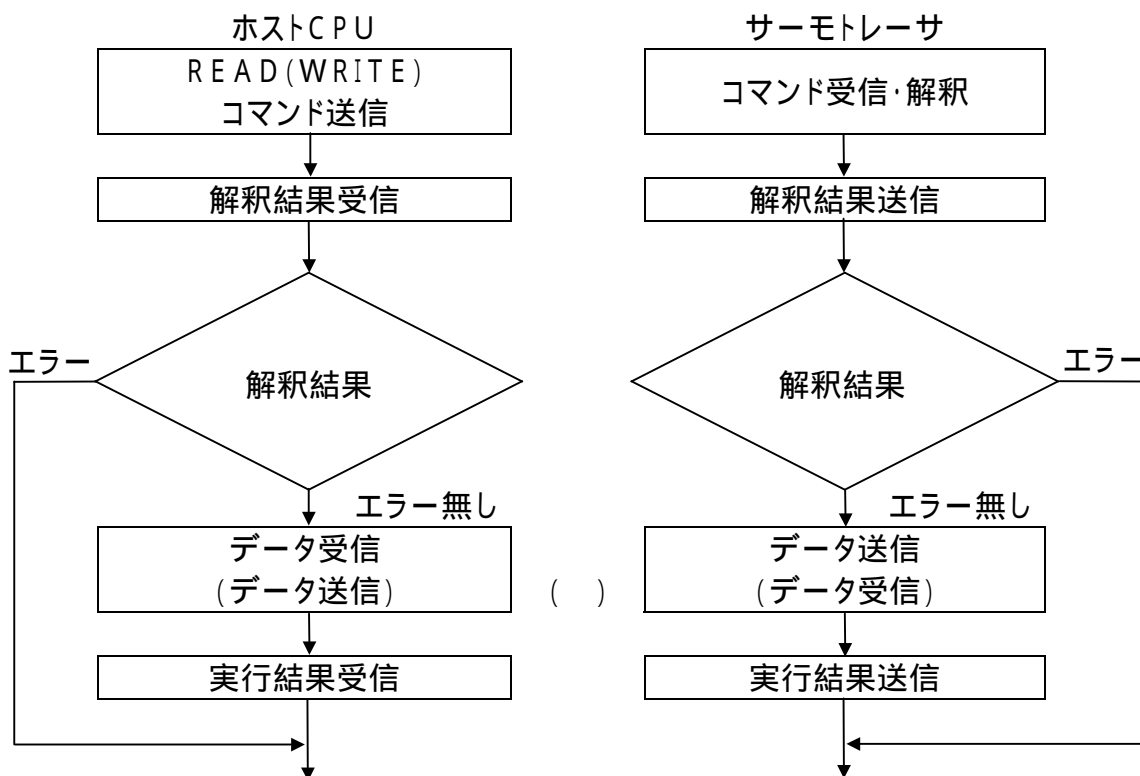 ホストCPU
READ(WRITE)
コマンド送信
解釈結果受信
エラー
解釈結果
エラー無し
データ受信
(データ送信)
実行結果受信
( )
サーモトレーサ
コマンド受信・解釈
解釈結果送信
解釈結果
エラー
エラー無し
データ送信
(データ受信)
実行結果送信